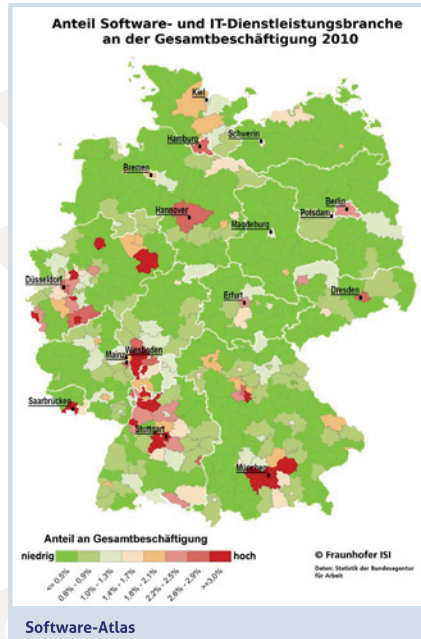 Anteil Software- und IT-Dienstleistungsbranche
an der Gesamtbeschäftigung 2010
Kiel
Schwerin
Hamburg
Bremen
Berlin
Hannover
Potsdam
Magdeburg
Düsseldorf
Erfurt
Dresden
Wiesbaden
Mainz
Saarbrücken
Stuttgart
München
Anteil an Gesamtbeschäftigung
niedrig
hoch
<= 0,5%
0,6% - 0,9%
1,0% - 1,3%
1,4% - 1,7%
1,8% - 2,1%
2,2% - 2,5%
2,6% - 2,9%
>=3,0%
© Fraunhofer ISI
Daten: Statistik der Bundesagentur
für Arbeit
Software-Atlas